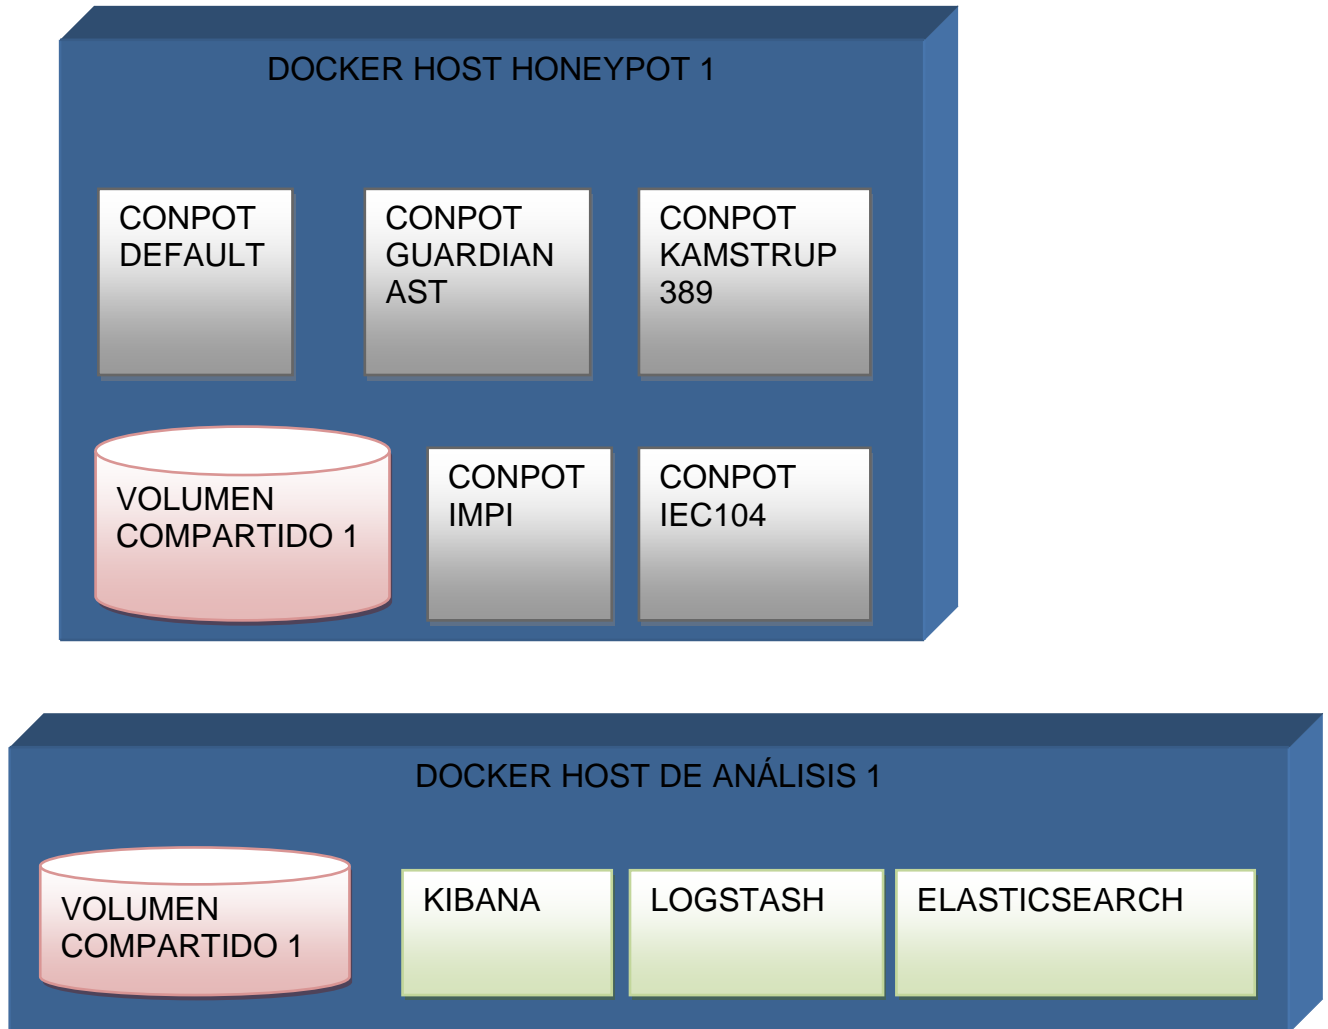 DOCKER HOST HONEYPOT 1
CONPOT
DEFAULT
CONPOT
GUARDIAN
AST
CONPOT
KAMSTRUP
389
VOLUMEN
COMPARTIDO 1
CONPOT
IMPI
CONPOT
IEC104
DOCKER HOST DE ANÁLISIS 1
VOLUMEN
COMPARTIDO 1
KIBANA
LOGSTASH
ELASTICSEARCH